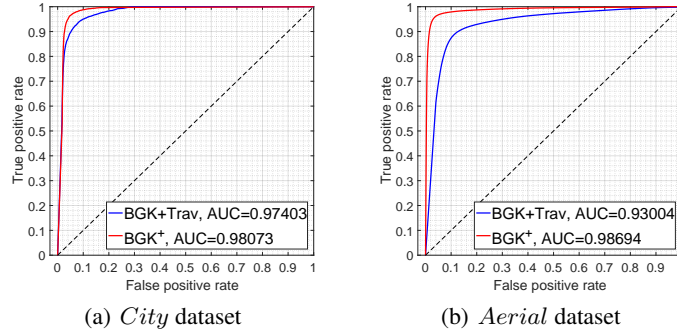 1
0.9
0.8
0.7
0.6
0.5
0.4
0.3
0.2
0.1
0
True positive rate
BGK+Trav, AUC=0.97403
BGK+, AUC=0.98073
0 0.1 0.2 0.3 0.4 0.5 0.6 0.7 0.8 0.9 1
False positive rate
(a) City dataset
1
0.9
0.8
0.7
0.6
0.5
0.4
0.3
0.2
0.1
0
True positive rate
BGK+Trav, AUC=0.93004
BGK+, AUC=0.98694
0 0.1 0.2 0.3 0.4 0.5 0.6 0.7 0.8 0.9
False positive rate
(b) Aerial dataset